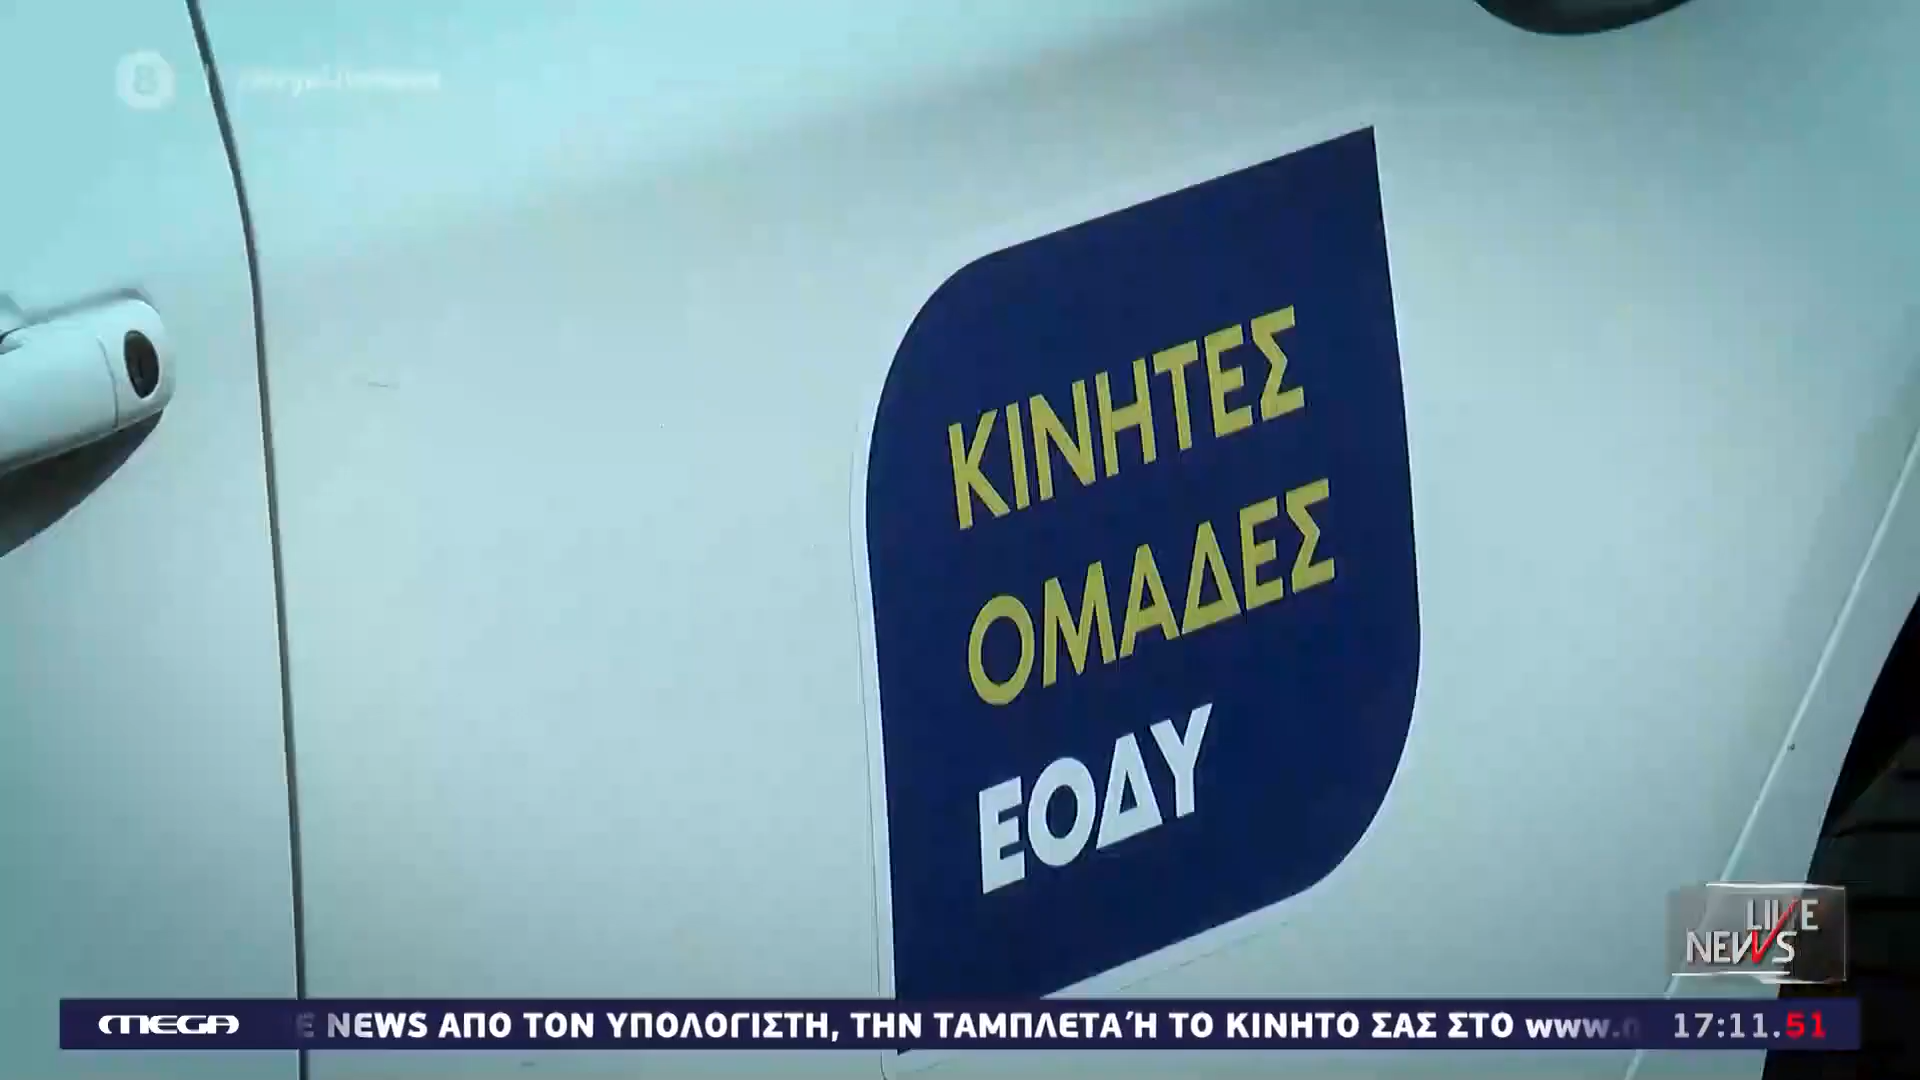 ΚΙΝΗΤΕΣ
ΟΜΑΔΕΣ
ΕΟΔΥ
LIVE
NEWS
MEGA
NEWS ΑΠΟ ΤΟΝ ΥΠΟΛΟΓΙΣΤΗ, ΤΗΝ ΤΑΜΠΛΕΤΑ Ή ΤΟ ΚΙΝΗΤΟ ΣΑΣ ΣΤΟ www.
17:11.51